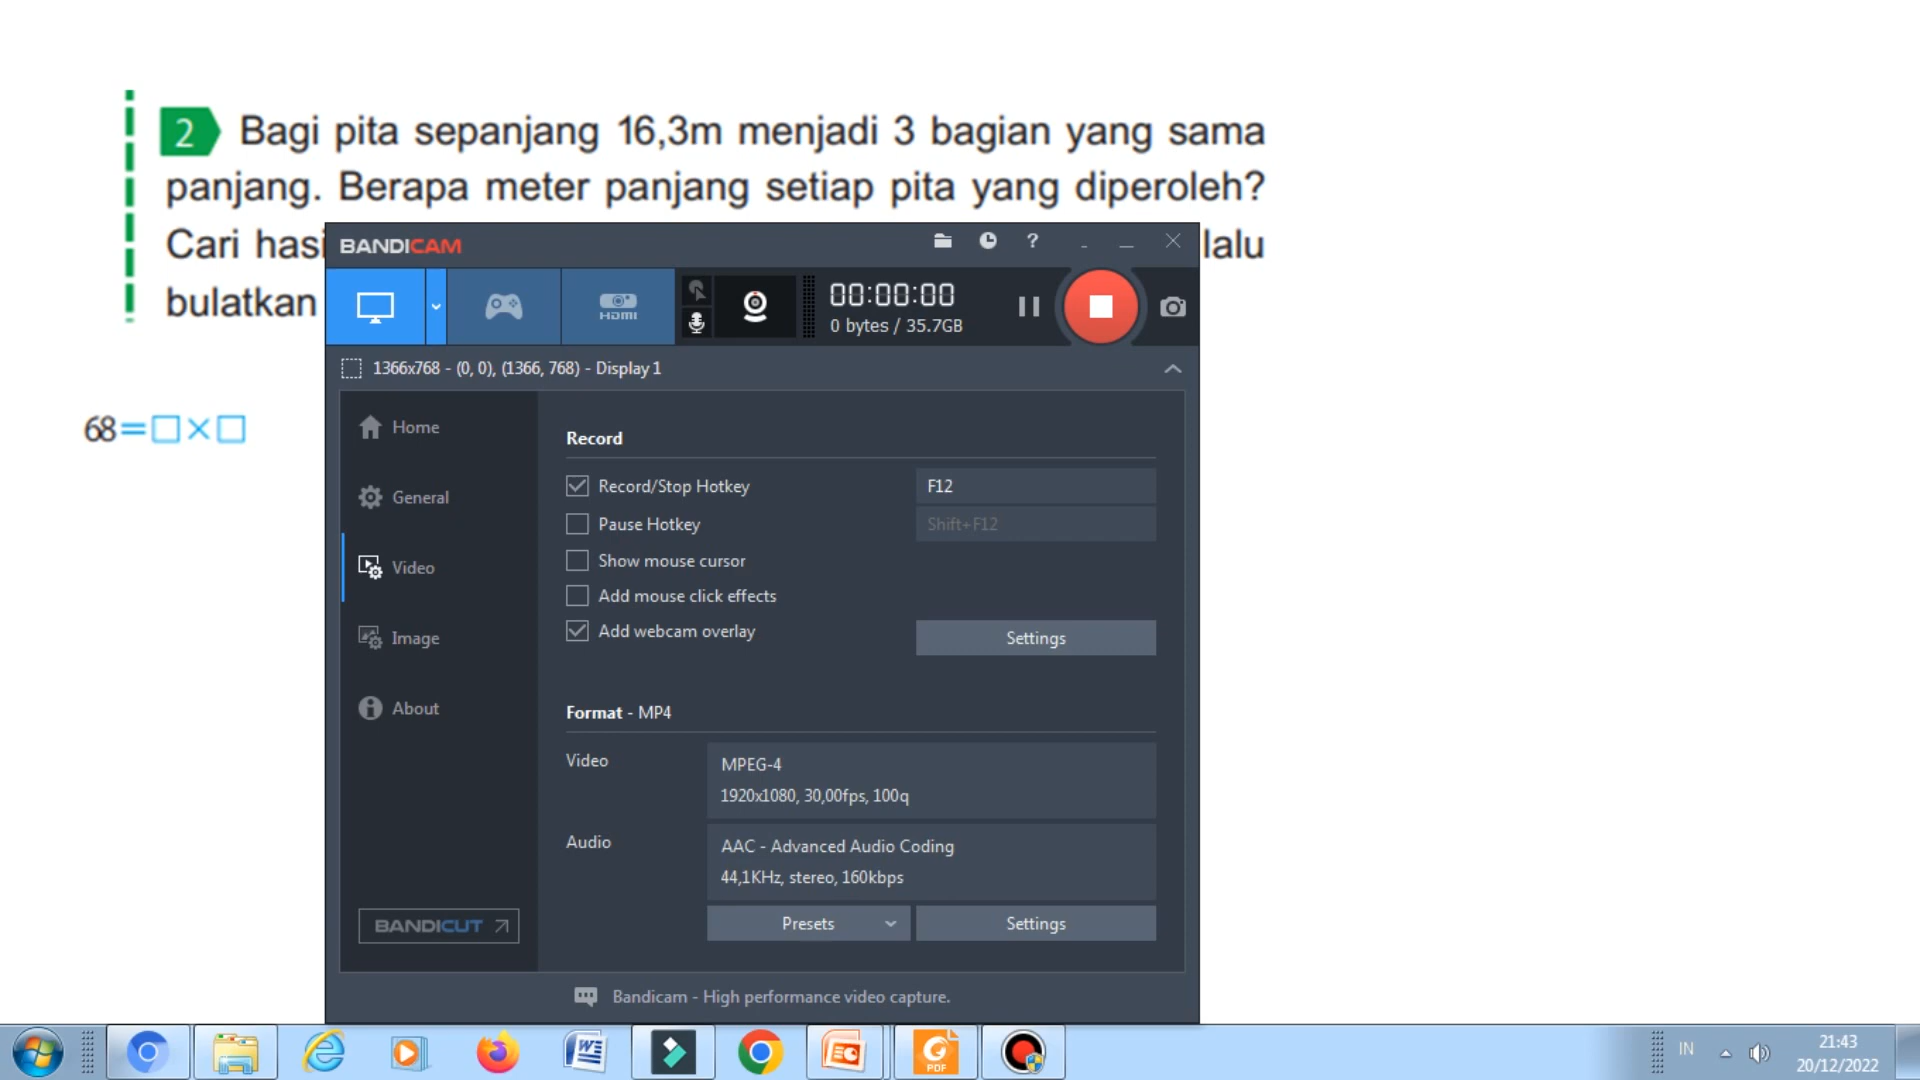 2 Bagi pita sepanjang 16,3m menjadi 3 bagian yang sama
panjang. Berapa meter panjang setiap pita yang diperoleh?
Cari hasi lalu
bulatkan
68=□×□
BANDICAM ?
HDMI
00:00:00
0 bytes / 35.7GB
1366x768 - (0, 0), (1366, 768) - Display 1
Home
General
Video
Image
About
BANDICUT
Record
Record/Stop Hotkey F12
Pause Hotkey Shift+F12
Show mouse cursor
Add mouse click effects
Add webcam overlay Settings
Format - MP4
Video MPEG-4
1920x1080, 30,00fps, 100q
Audio AAC - Advanced Audio Coding
44,1KHz, stereo, 160kbps
Presets Settings
Bandicam - High performance video capture.
PDF
IN
21:43
20/12/2022